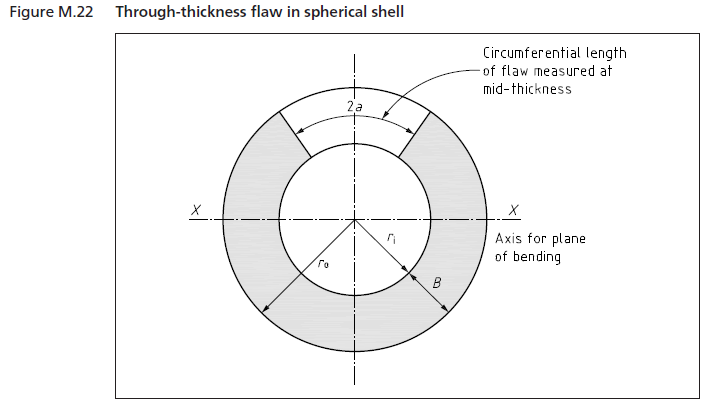 Figure M.22 Through-thickness flaw in spherical shell
Circumferential length
of flaw measured at
mid-thickness
2a
X
X
Axis for plane
of bending
ri
ro
B